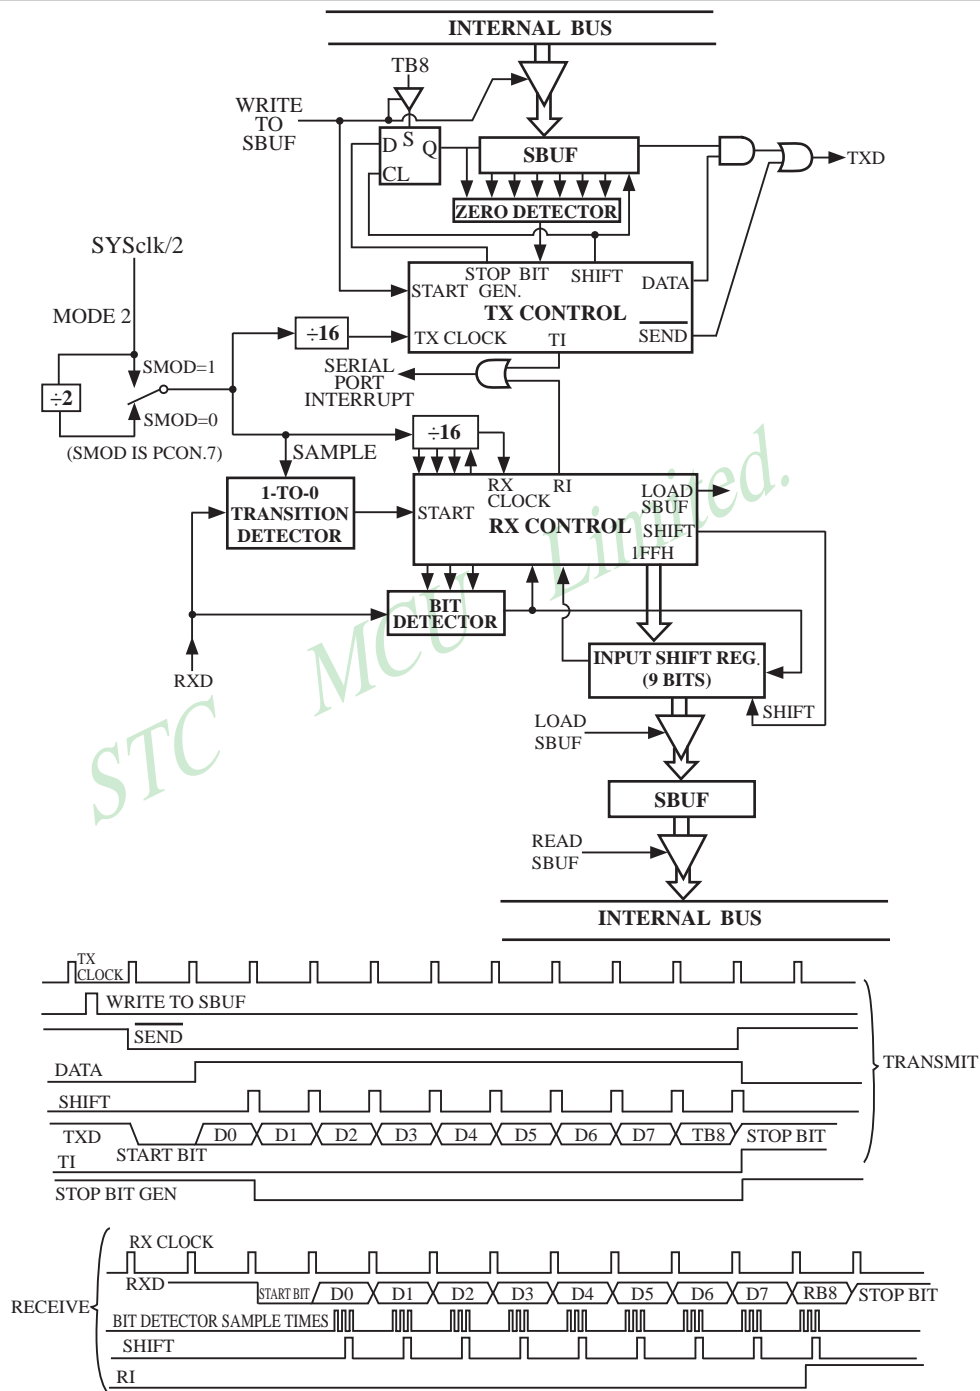 INTERNAL BUS
TB8
WRITE
TO
SBUF
D S Q
CL
SBUF
TXD
ZERO DETECTOR
SYSclk/2
STOP BIT SHIFT
START GEN.
DATA
TX CONTROL
MODE 2
÷16
TX CLOCK TI SEND
SMOD=1
SERIAL
PORT
INTERRUPT
÷2
SMOD=0
(SMOD IS PCON.7)
÷16
SAMPLE
1-TO-0
TRANSITION
DETECTOR
RX
CLOCK
RI
LOAD
SBUF
START
RX CONTROL
SHIFT
1FFH
BIT
DETECTOR
INPUT SHIFT REG.
(9 BITS)
RXD
SHIFT
LOAD
SBUF
SBUF
READ
SBUF
INTERNAL BUS
STC MCU Limited.
TX
CLOCK
WRITE TO SBUF
SEND
DATA
TRANSMIT
SHIFT
TXD
D0 D1 D2 D3 D4 D5 D6 D7 TB8 STOP BIT
START BIT
TI
STOP BIT GEN
RX CLOCK
RXD
START BIT D0 D1 D2 D3 D4 D5 D6 D7 RB8 STOP BIT
RECEIVE
BIT DETECTOR SAMPLE TIMES
SHIFT
RI